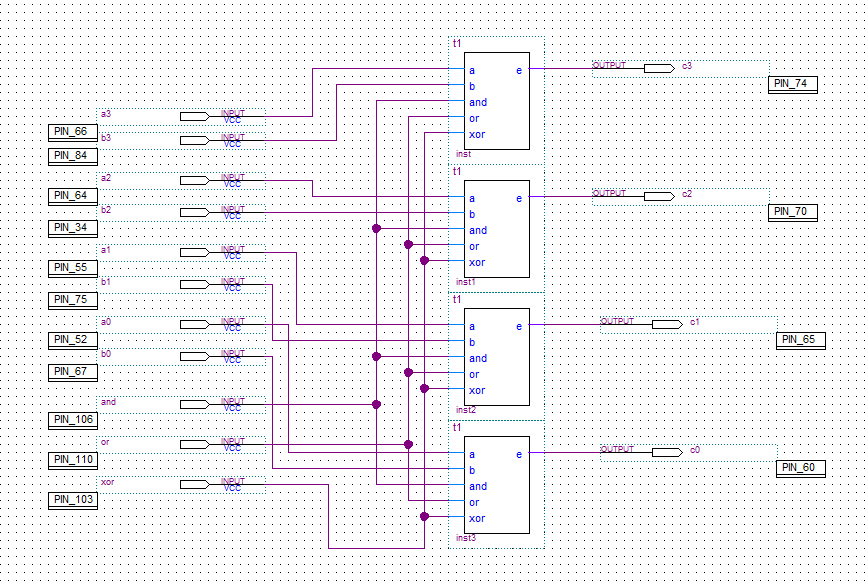 t1
a e OUTPUT c3
b
and
or
xor
inst
PIN_74
a3 INPUT VCC
PIN_66
b3 INPUT VCC
PIN_84
t1
a e OUTPUT c2
b
and
or
xor
inst1
PIN_70
a2 INPUT VCC
PIN_64
b2 INPUT VCC
PIN_34
a1 INPUT VCC
PIN_55
b1 INPUT VCC
PIN_75
t1
a e OUTPUT c1
b
and
or
xor
inst2
PIN_65
a0 INPUT VCC
PIN_52
b0 INPUT VCC
PIN_67
and INPUT VCC
PIN_106
t1
a e OUTPUT c0
b
and
or
xor
inst3
PIN_60
or INPUT VCC
PIN_110
xor INPUT VCC
PIN_103